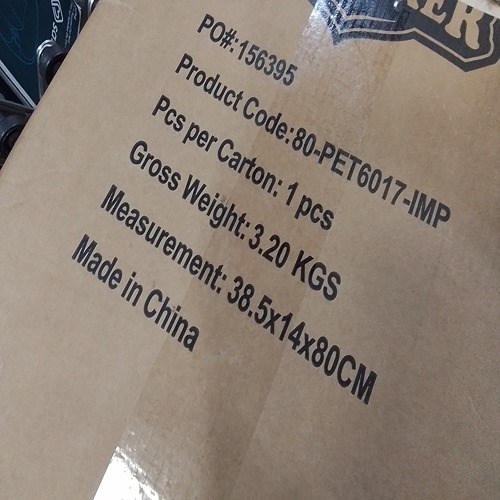 PO#:156395
Product Code:80-PET6017-IMP
Pcs per Carton: 1 pcs
Gross Weight: 3.20 KGS
Measurement: 38.5x14x80CM
Made in China